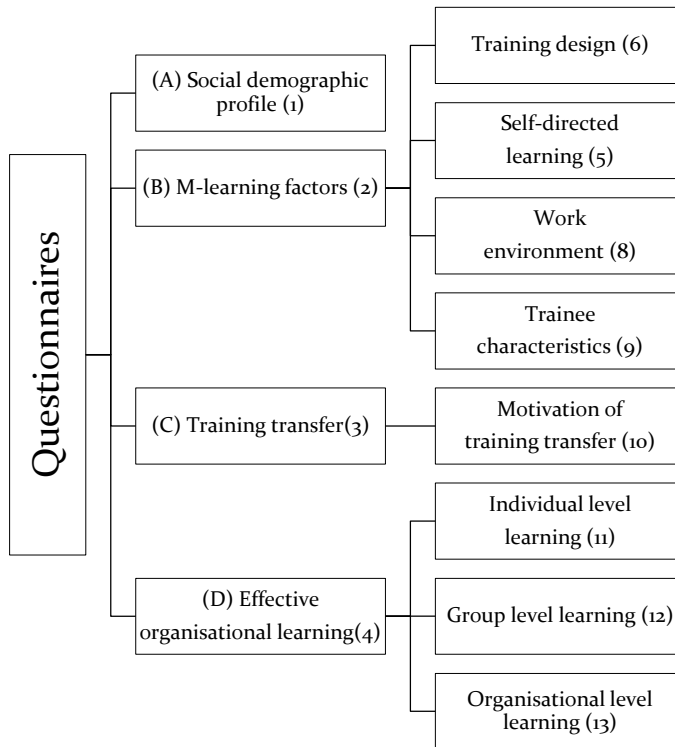 Questionnaires
(A) Social demographic
profile (1)
(B) M-learning factors (2)
Training design (6)
Self-directed
learning (5)
Work
environment (8)
Trainee
characteristics (9)
(C) Training transfer(3)
Motivation of
training transfer (10)
(D) Effective
organisational learning(4)
Individual level
learning (11)
Group level learning (12)
Organisational level
learning (13)